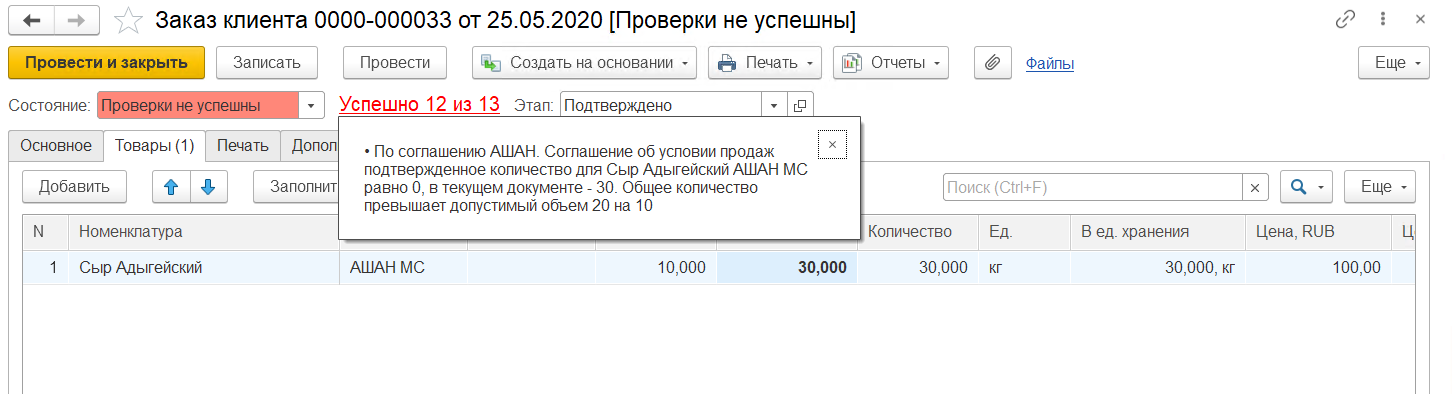 Заказ клиента 0000-000033 от 25.05.2020 [Проверки не успешны]
Провести и закрыть Записать Провести Создать на основании Печать Отчеты Файлы Еще
Состояние: Проверки не успешны Успешно 12 из 13 Этап: Подтверждено
Основное Товары (1) Печать Допол
• По соглашению АШАН. Соглашение об условии продаж
подтвержденное количество для Сыр Адыгейский АШАН МС
равно 0, в текущем документе - 30. Общее количество
превышает допустимый объем 20 на 10
Добавить Заполнит Поиск (Ctrl+F) Еще
N Номенклатура Количество Ед. В ед. хранения Цена, RUB
1 Сыр Адыгейский АШАН МС 10,000 30,000 30,000 кг 30,000, кг 100,00